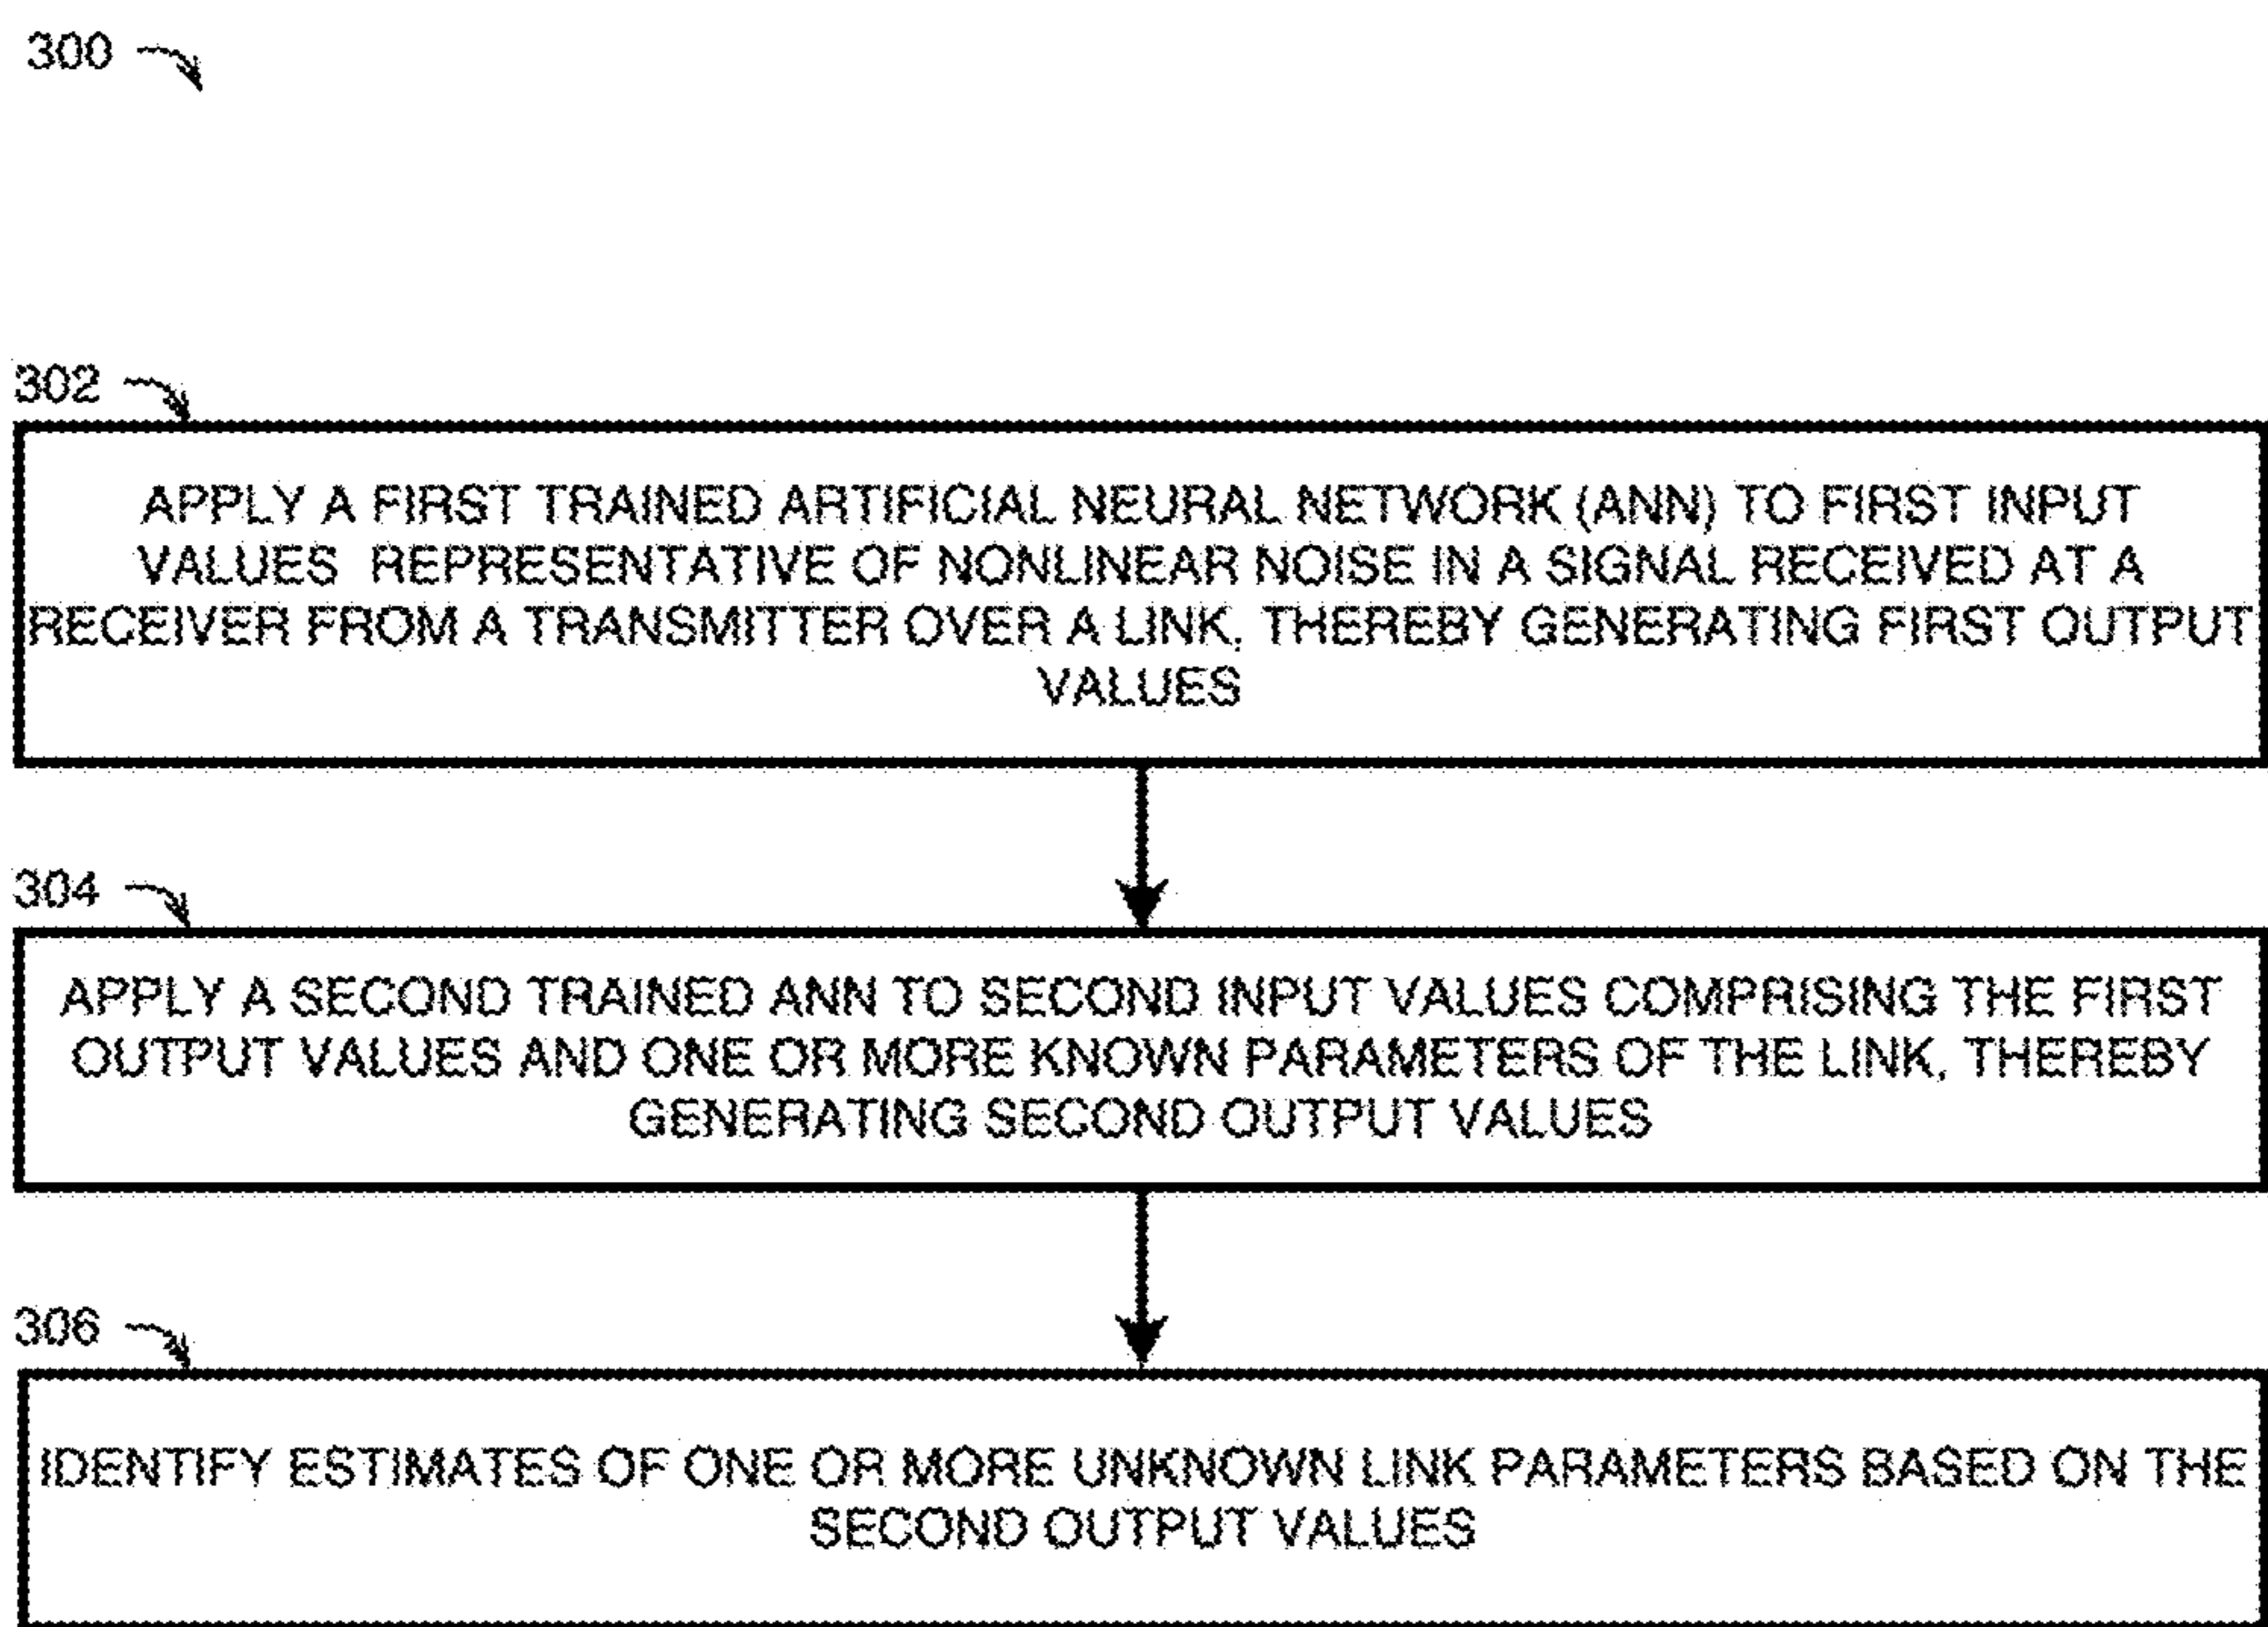 300
302
APPLY A FIRST TRAINED ARTIFICIAL NEURAL NETWORK (ANN) TO FIRST INPUT
VALUES REPRESENTATIVE OF NONLINEAR NOISE IN A SIGNAL RECEIVED AT A
RECEIVER FROM A TRANSMITTER OVER A LINK, THEREBY GENERATING FIRST OUTPUT
VALUES
304
APPLY A SECOND TRAINED ANN TO SECOND INPUT VALUES COMPRISING THE FIRST
OUTPUT VALUES AND ONE OR MORE KNOWN PARAMETERS OF THE LINK, THEREBY
GENERATING SECOND OUTPUT VALUES
306
IDENTIFY ESTIMATES OF ONE OR MORE UNKNOWN LINK PARAMETERS BASED ON THE
SECOND OUTPUT VALUES